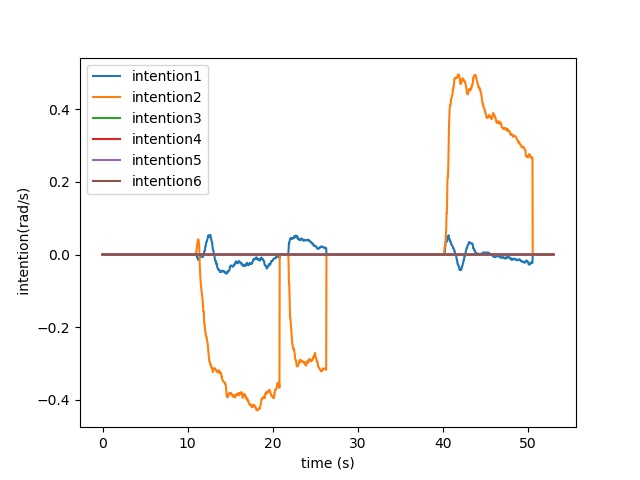 intention1
intention2
intention3
intention4
intention5
intention6
intention(rad/s)
0.4
0.2
0.0
−0.2
−0.4
0 10 20 30 40 50
time (s)